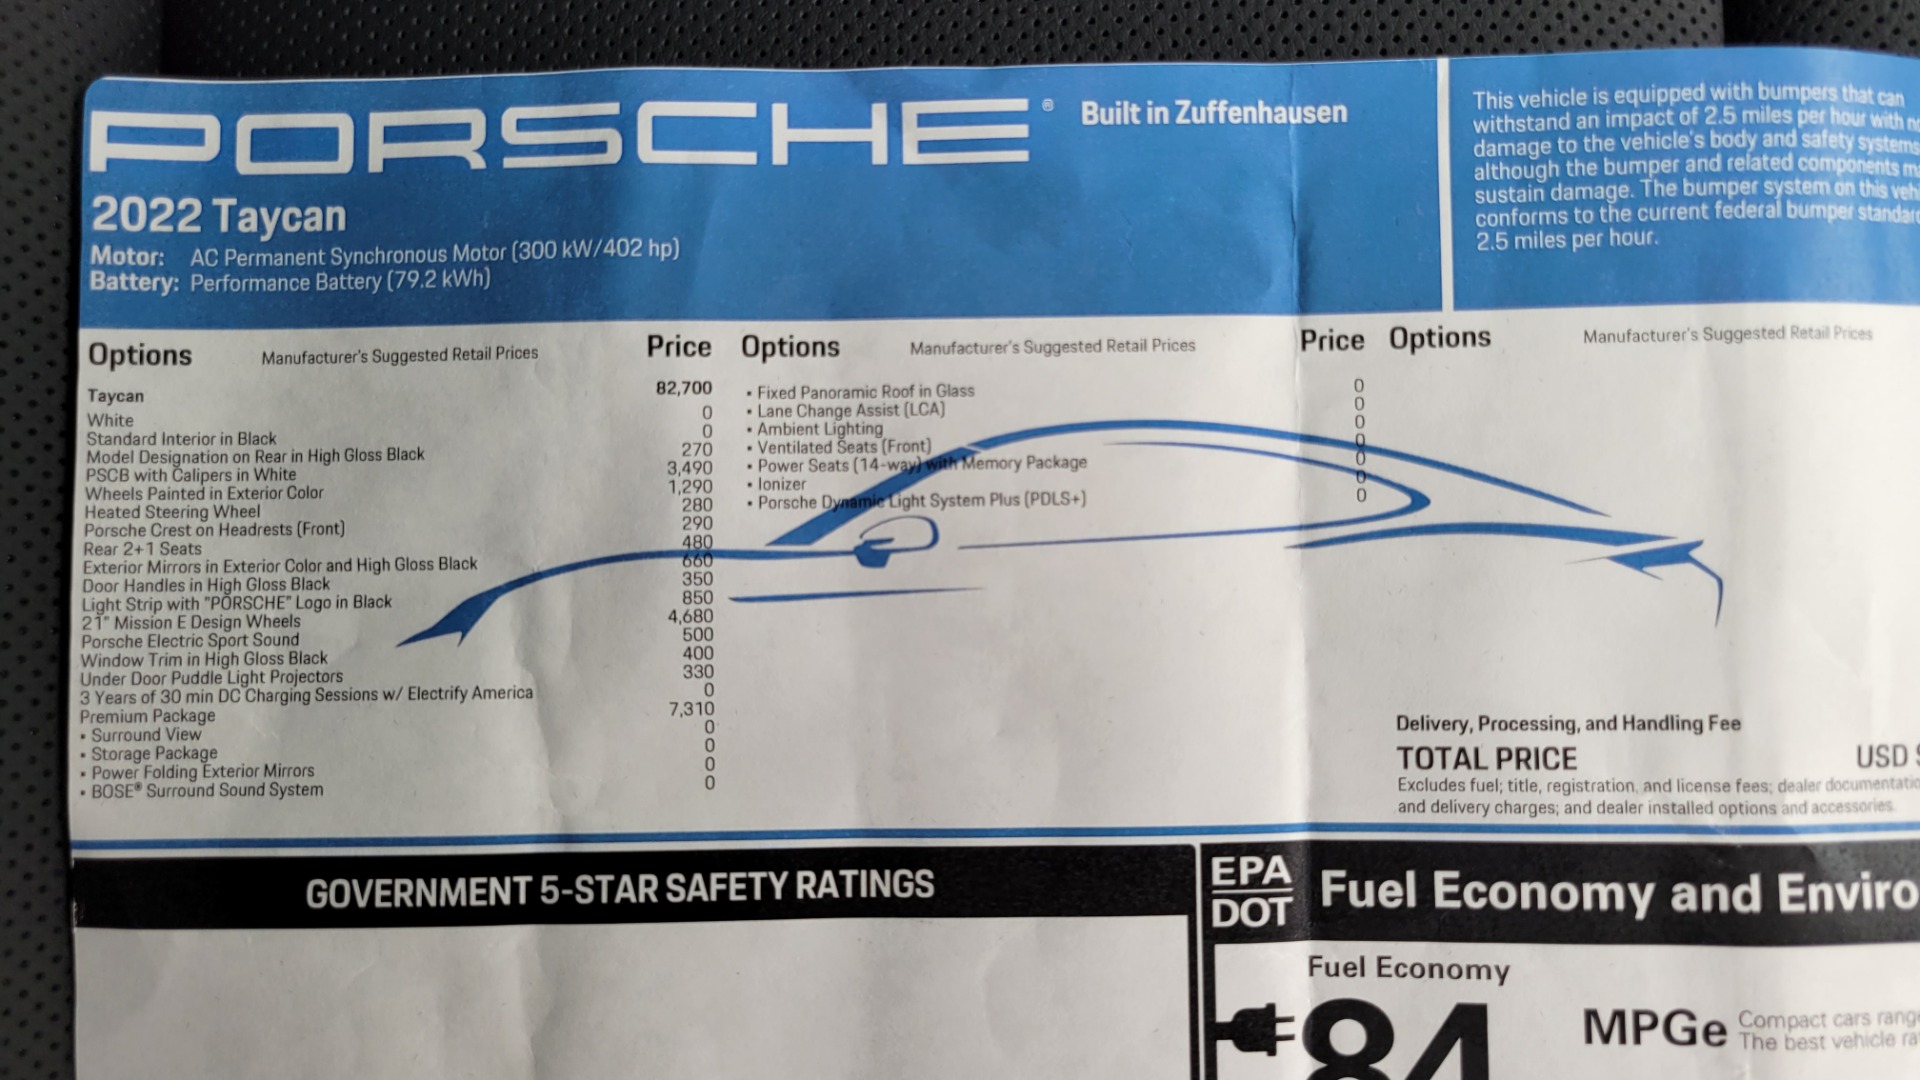 PORSCHE® Built in Zuffenhausen
2022 Taycan
Motor: AC Permanent Synchronous Motor (300 kW/402 hp)
Battery: Performance Battery (79.2 kWh)
This vehicle is equipped with bumpers that can
withstand an impact of 2.5 miles per hour with
damage to the vehicle's body and safety systems
although the bumper and related components
sustain damage. The bumper system on this
conforms to the current federal bumper
2.5 miles per hour.
Options Manufacturer's Suggested Retail Prices Price
Taycan 82,700
White 0
Standard Interior in Black 0
Model Designation on Rear in High Gloss Black 270
PSCB with Calipers in White 3,490
Wheels Painted in Exterior Color 1,290
Heated Steering Wheel 280
Porsche Crest on Headrests (Front) 290
Rear 2+1 Seats 480
Exterior Mirrors in Exterior Color and High Gloss Black 660
Door Handles in High Gloss Black 350
Light Strip with "PORSCHE" Logo in Black 850
21" Mission E Design Wheels 4,680
Porsche Electric Sport Sound 500
Window Trim in High Gloss Black 400
Under Door Puddle Light Projectors 330
3 Years of 30 min DC Charging Sessions w/ Electrify America 0
Premium Package 7,310
• Surround View 0
• Storage Package 0
• Power Folding Exterior Mirrors 0
• BOSE® Surround Sound System 0
Options Manufacturer's Suggested Retail Prices Price
• Fixed Panoramic Roof in Glass 0
• Lane Change Assist (LCA) 0
• Ambient Lighting 0
• Ventilated Seats (Front) 0
• Power Seats (14-way) with Memory Package 0
• Ionizer 0
• Porsche Dynamic Light System Plus (PDLS+) 0
Options Manufacturer's Suggested Retail Prices
Delivery, Processing, and Handling Fee
TOTAL PRICE USD
Excludes fuel; title, registration, and license fees; dealer
and delivery charges; and dealer installed options and accessories.
GOVERNMENT 5-STAR SAFETY RATINGS
EPA
DOT
Fuel Economy and
Fuel Economy
84 MPGe
Compact cars
The best vehicle